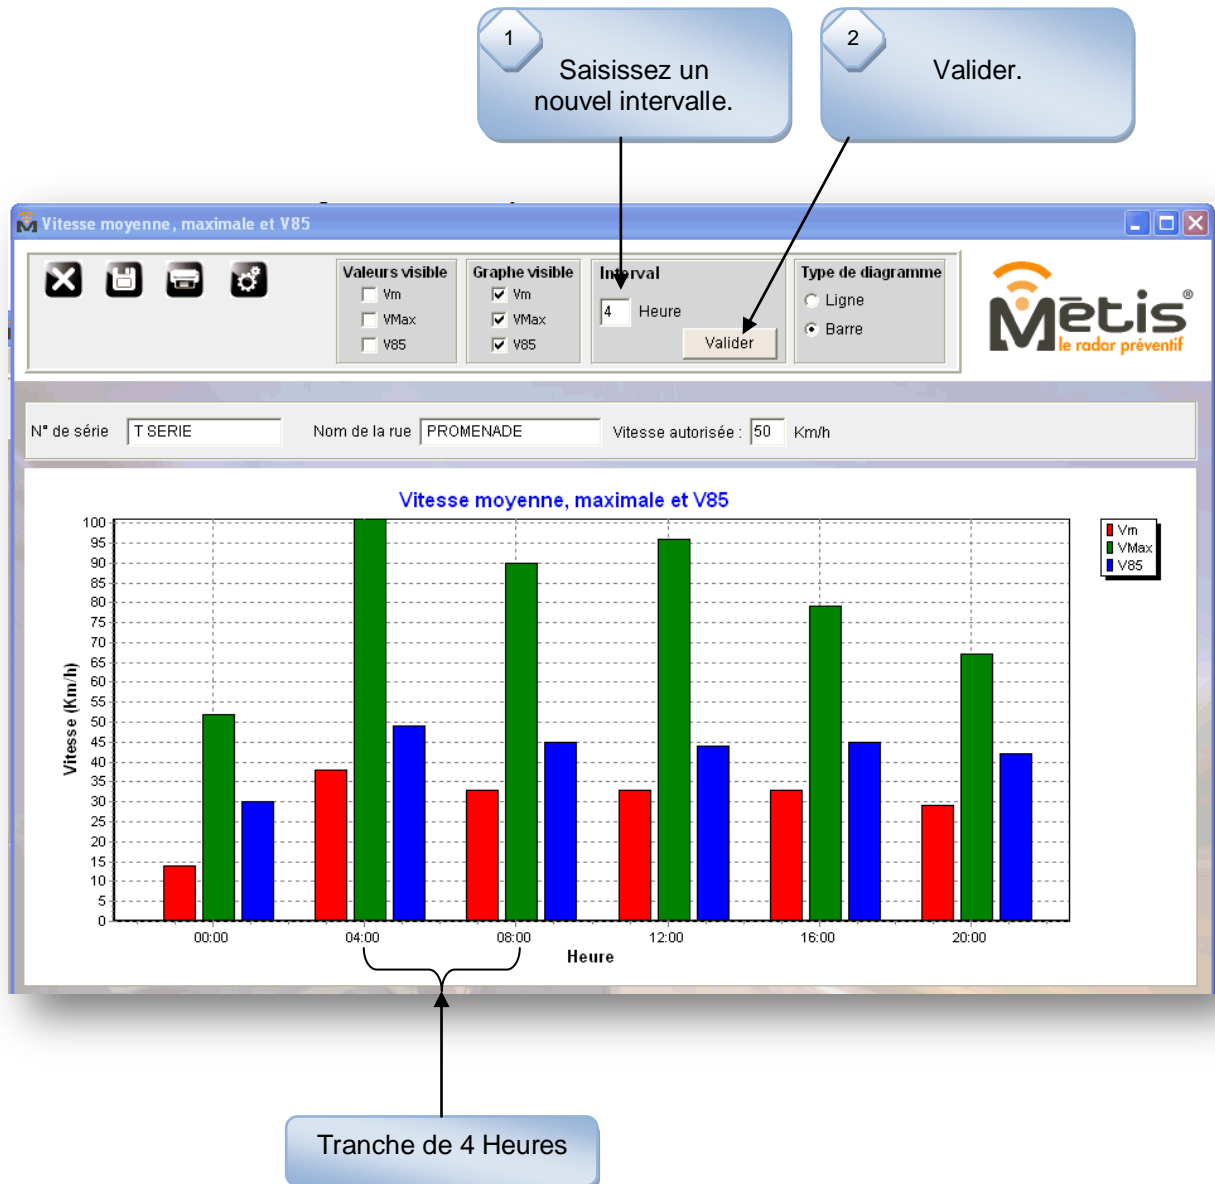 1
Saisissez un
nouvel intervalle.
2
Valider.
Vitesse moyenne, maximale et V85
Valeurs visible
Vm
VMax
V85
Graphe visible
Vm
VMax
V85
Interval
4 Heure
Valider
Type de diagramme
Ligne
Barre
Mētis®
le radar préventif
N° de série T SERIE Nom de la rue PROMENADE Vitesse autorisée : 50 Km/h
Vitesse moyenne, maximale et V85
Vitesse (Km/h)
100
95
90
85
80
75
70
65
60
55
50
45
40
35
30
25
20
15
10
5
0
00:00 04:00 08:00 12:00 16:00 20:00
Heure
Vm
VMax
V85
Tranche de 4 Heures